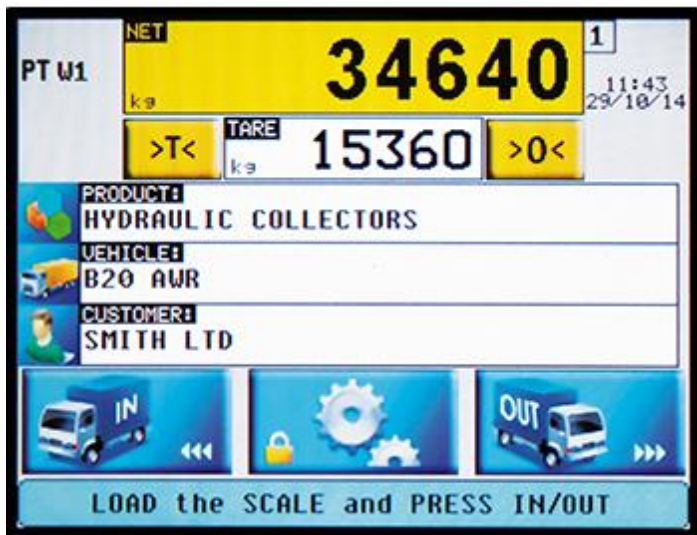 NET
PT W1
34640
kg
1
11:43
29/10/14
>T<
TARE
kg
15360
>0<
PRODUCT:
HYDRAULIC COLLECTORS
VEHICLE:
B20 AWR
CUSTOMER:
SMITH LTD
IN
OUT
LOAD the SCALE and PRESS IN/OUT